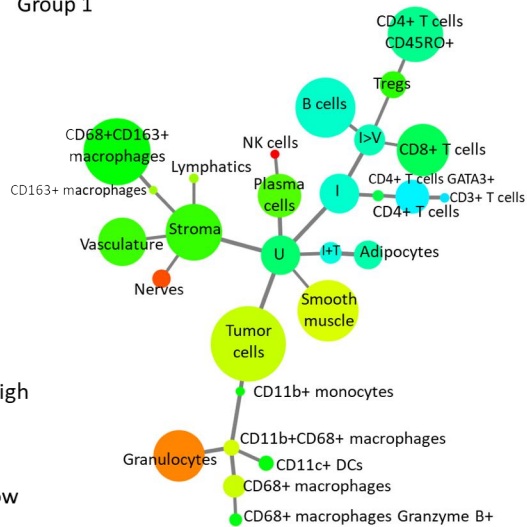 Group 1
CD4+ T cells
CD45RO+
Tregs
B cells
I>V
CD8+ T cells
NK cells
CD68+CD163+
macrophages
Lymphatics
CD163+ macrophages
Plasma
cells
I
CD4+ T cells GATA3+
CD3+ T cells
CD4+ T cells
Stroma
Vasculature
U
I+T
Adipocytes
Nerves
Smooth
muscle
Tumor
cells
igh
CD11b+ monocytes
CD11b+CD68+ macrophages
Granulocytes
CD11c+ DCs
CD68+ macrophages
ow
CD68+ macrophages Granzyme B+